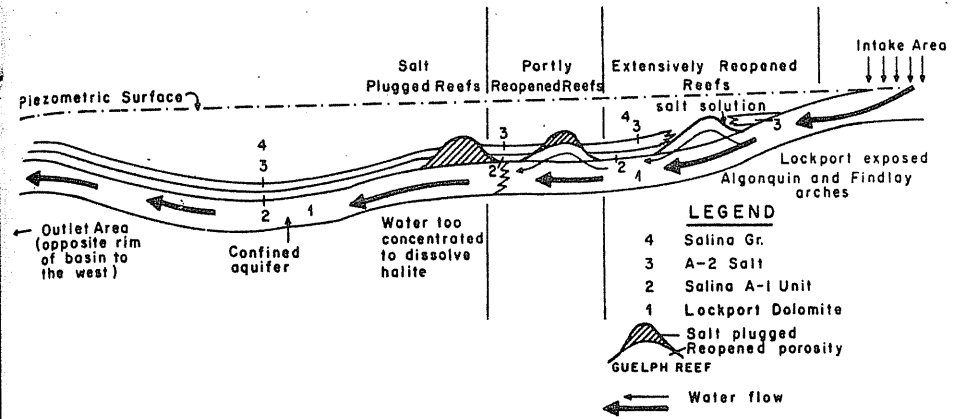 Intake Area
Salt
Plugged Reefs
Portly
Reopened Reefs
Extensively Reopened
Reefs
Piezometric Surface
salt solution
4
3
3
4
3
3
2
2
1
2
1
Lockport exposed
Algonquin and Findlay
arches
Outlet Area
(opposite rim
of basin to
the west)
Confined
aquifer
Water too
concentrated
to dissolve
halite
LEGEND
4 Salina Gr.
3 A-2 Salt
2 Salina A-1 Unit
1 Lockport Dolomite
Salt plugged
Reopened porosity
GUELPH REEF
Water flow